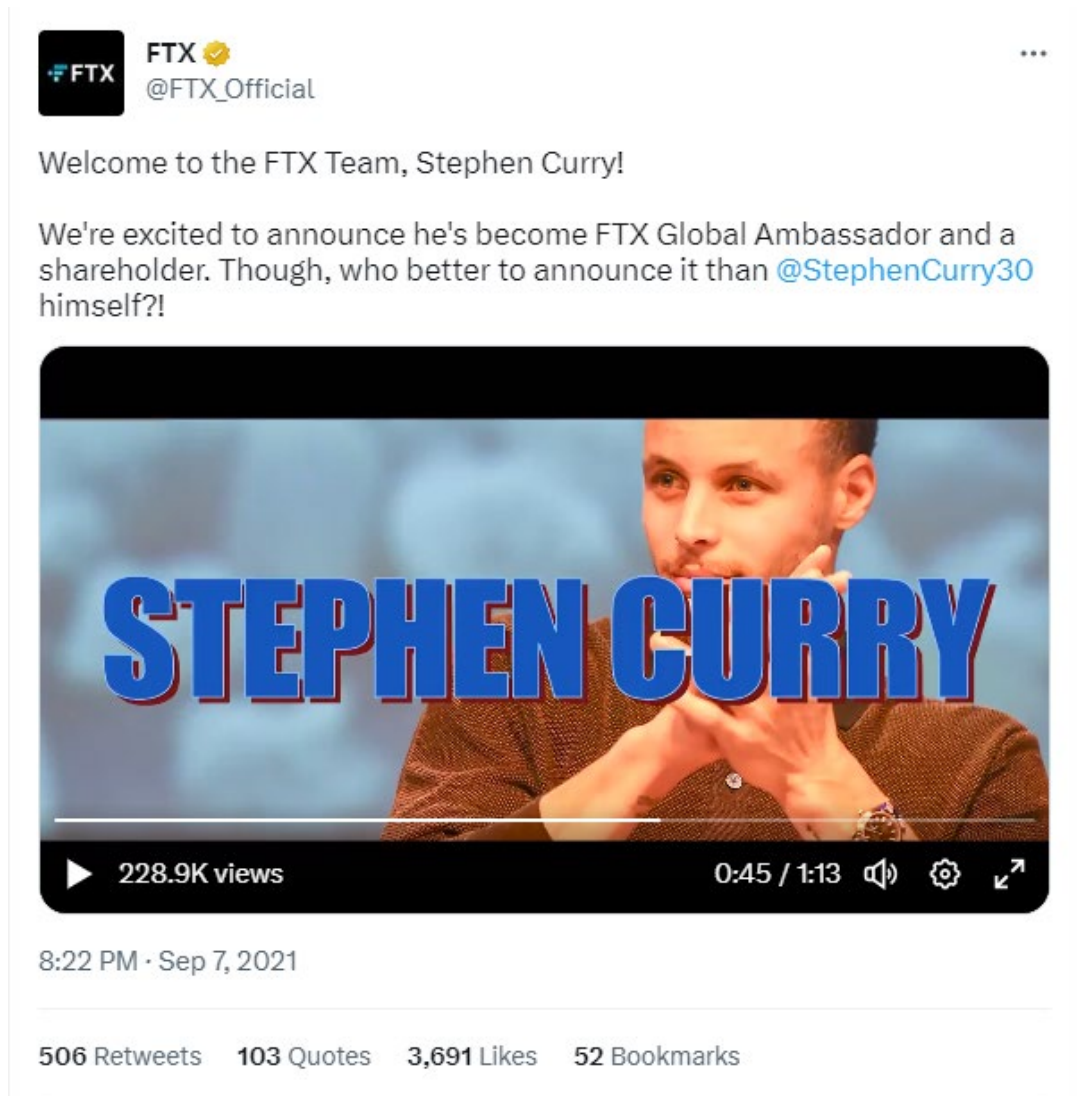 FTX
FTX
@FTX_Official
Welcome to the FTX Team, Stephen Curry!
We're excited to announce he's become FTX Global Ambassador and a
shareholder. Though, who better to announce it than @StephenCurry30
himself?!
STEPHEN CURRY
228.9K views
0:45 / 1:13
8:22 PM · Sep 7, 2021
506 Retweets 103 Quotes 3,691 Likes 52 Bookmarks